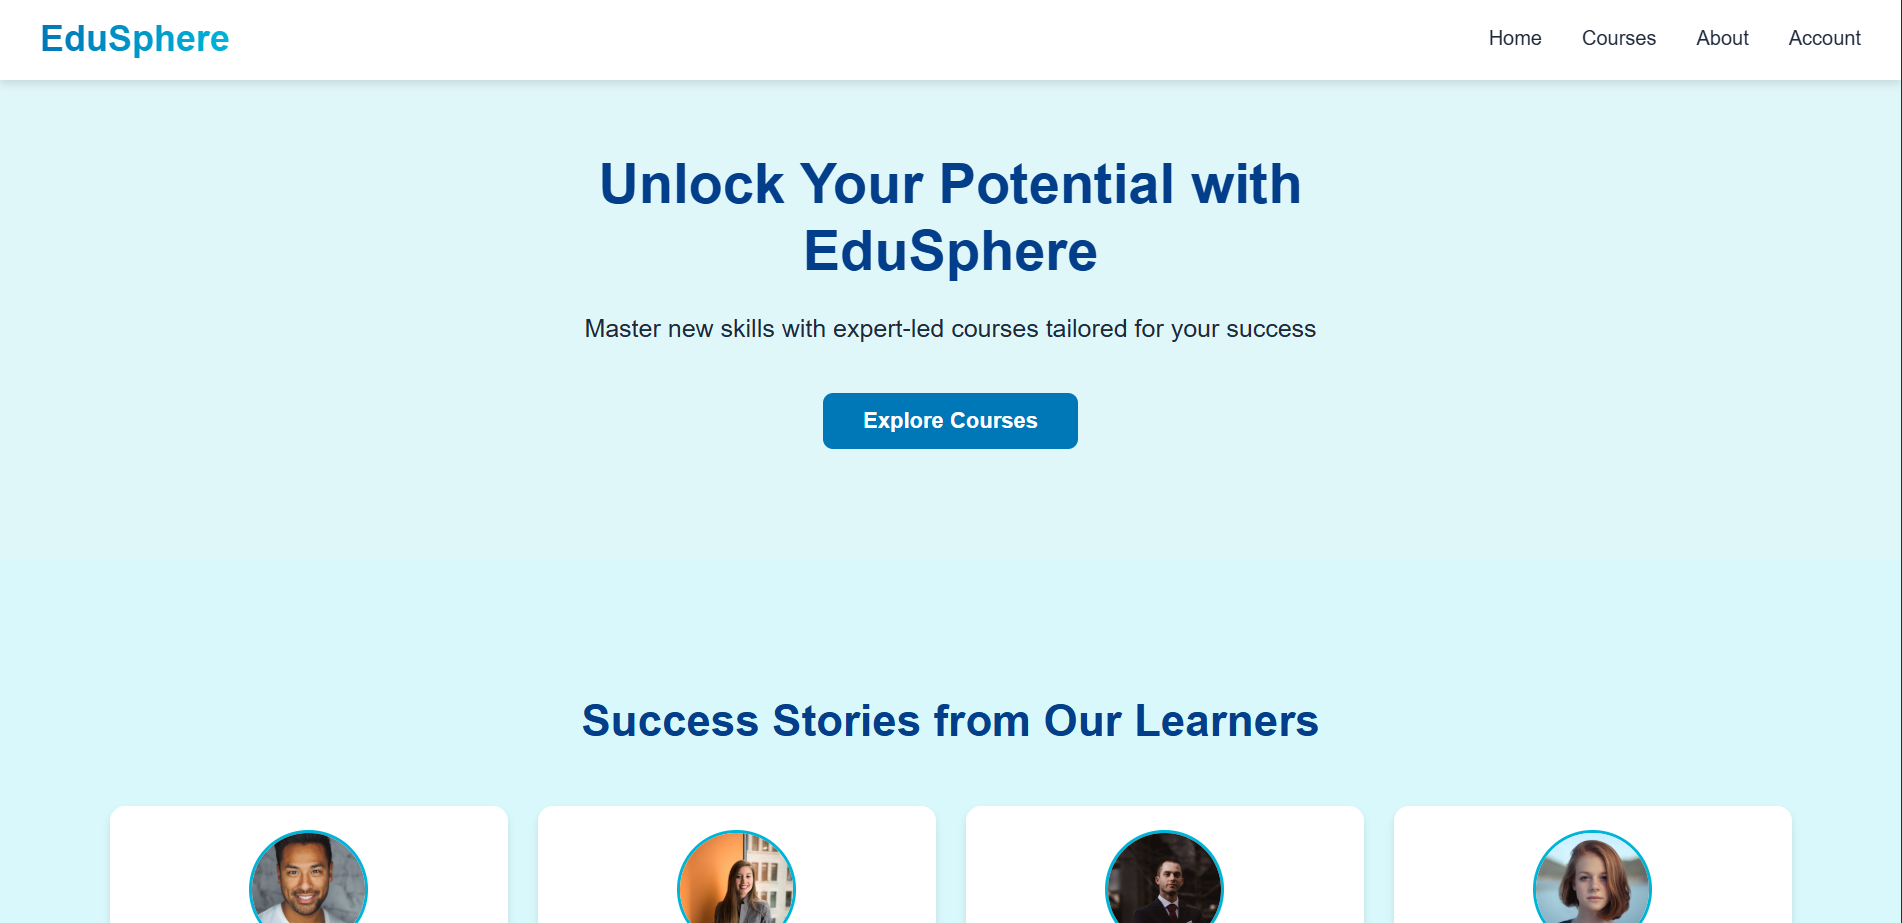 EduSphere
Home
Courses
About
Account
Unlock Your Potential with
EduSphere
Master new skills with expert-led courses tailored for your success
Explore Courses
Success Stories from Our Learners